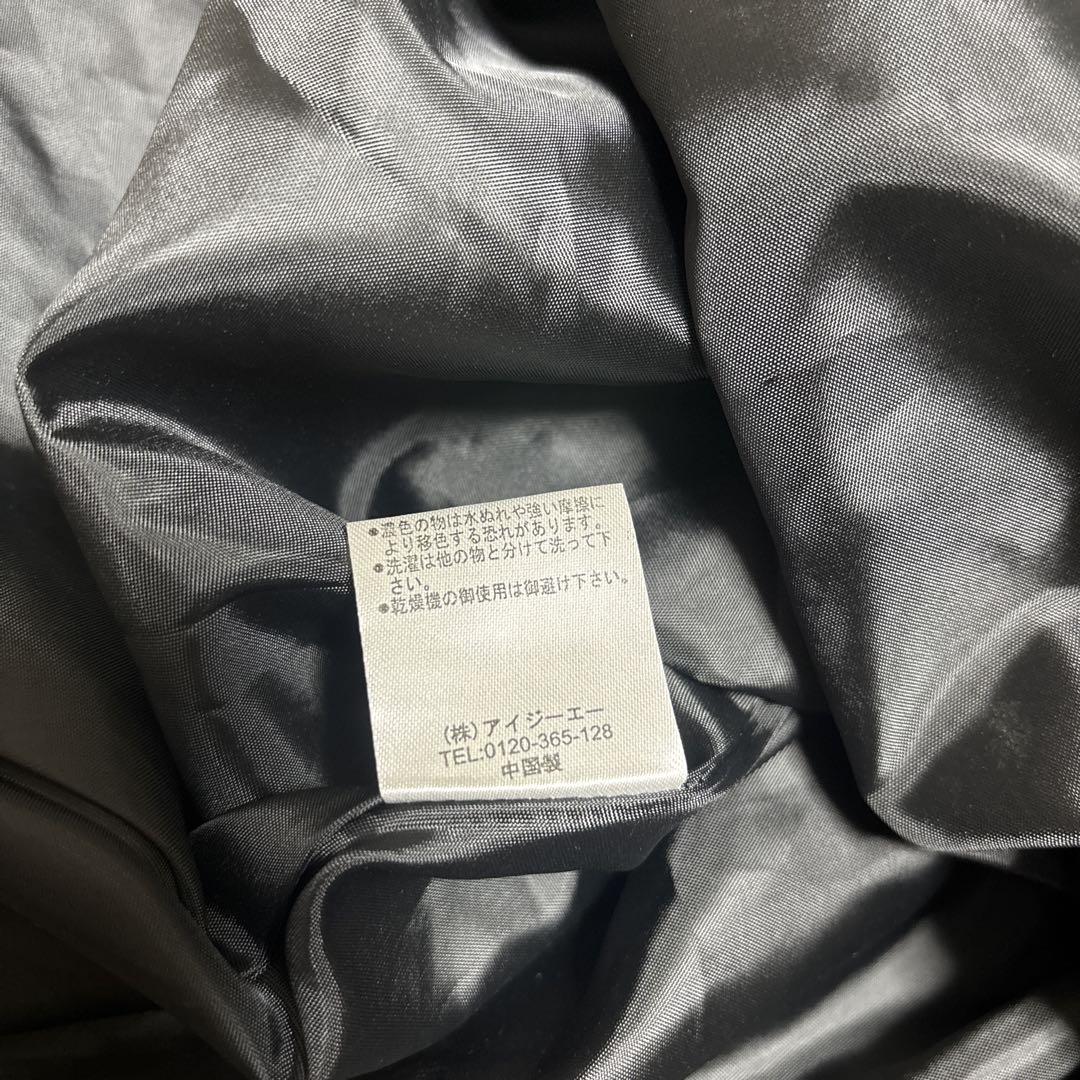 ●濃色の物は水ぬれや強い摩擦に
より移色する恐れがあります。
●洗濯は他の物と分けて洗って下
さい。
●乾燥機の御使用は御避け下さい。
(株)アイジーエー
TEL:0120-365-128
中国製